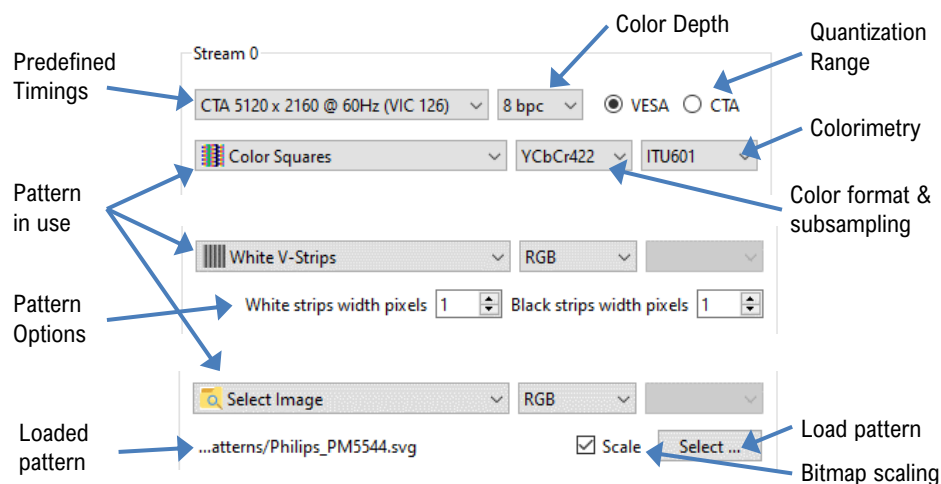 Color Depth
Quantization
Range
Predefined
Timings
Stream 0
CTA 5120 x 2160 @ 60Hz (VIC 126)
8 bpc
VESA
CTA
Colorimetry
Color Squares
YCbCr422
ITU601
Pattern
in use
Color format &
subsampling
White V-Strips
RGB
Pattern
Options
White strips width pixels
1
Black strips width pixels
1
Select Image
RGB
Loaded
pattern
...atterns/Philips_PM5544.svg
Scale
Select ...
Load pattern
Bitmap scaling